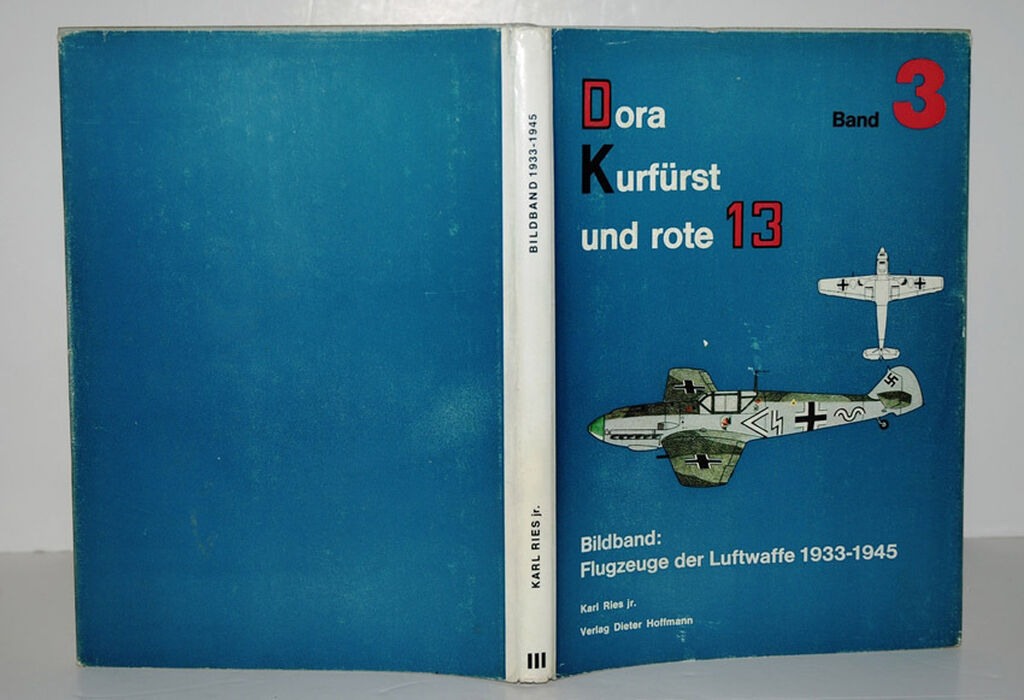 BILDBAND 1933-1945
KARL RIES jr.
III
Dora
Band 3
Kurfürst
und rote 13
Bildband:
Flugzeuge der Luftwaffe 1933-1945
Karl Ries jr.
Verlag Dieter Hoffmann